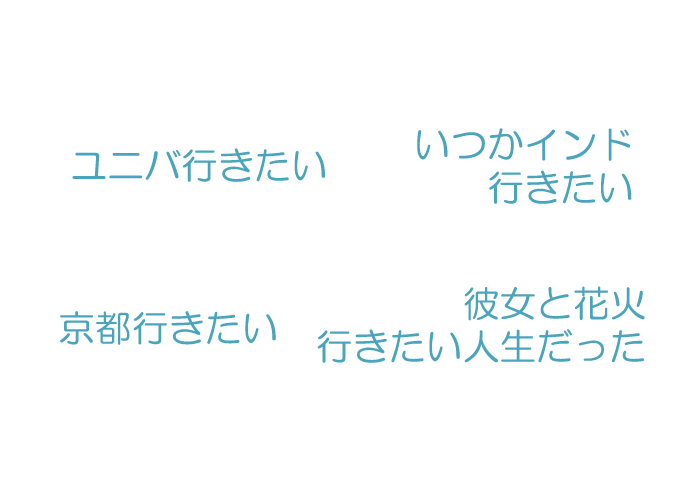 ユニバ行きたい
いつかインド
行きたい
京都行きたい
彼女と花火
行きたい人生だった